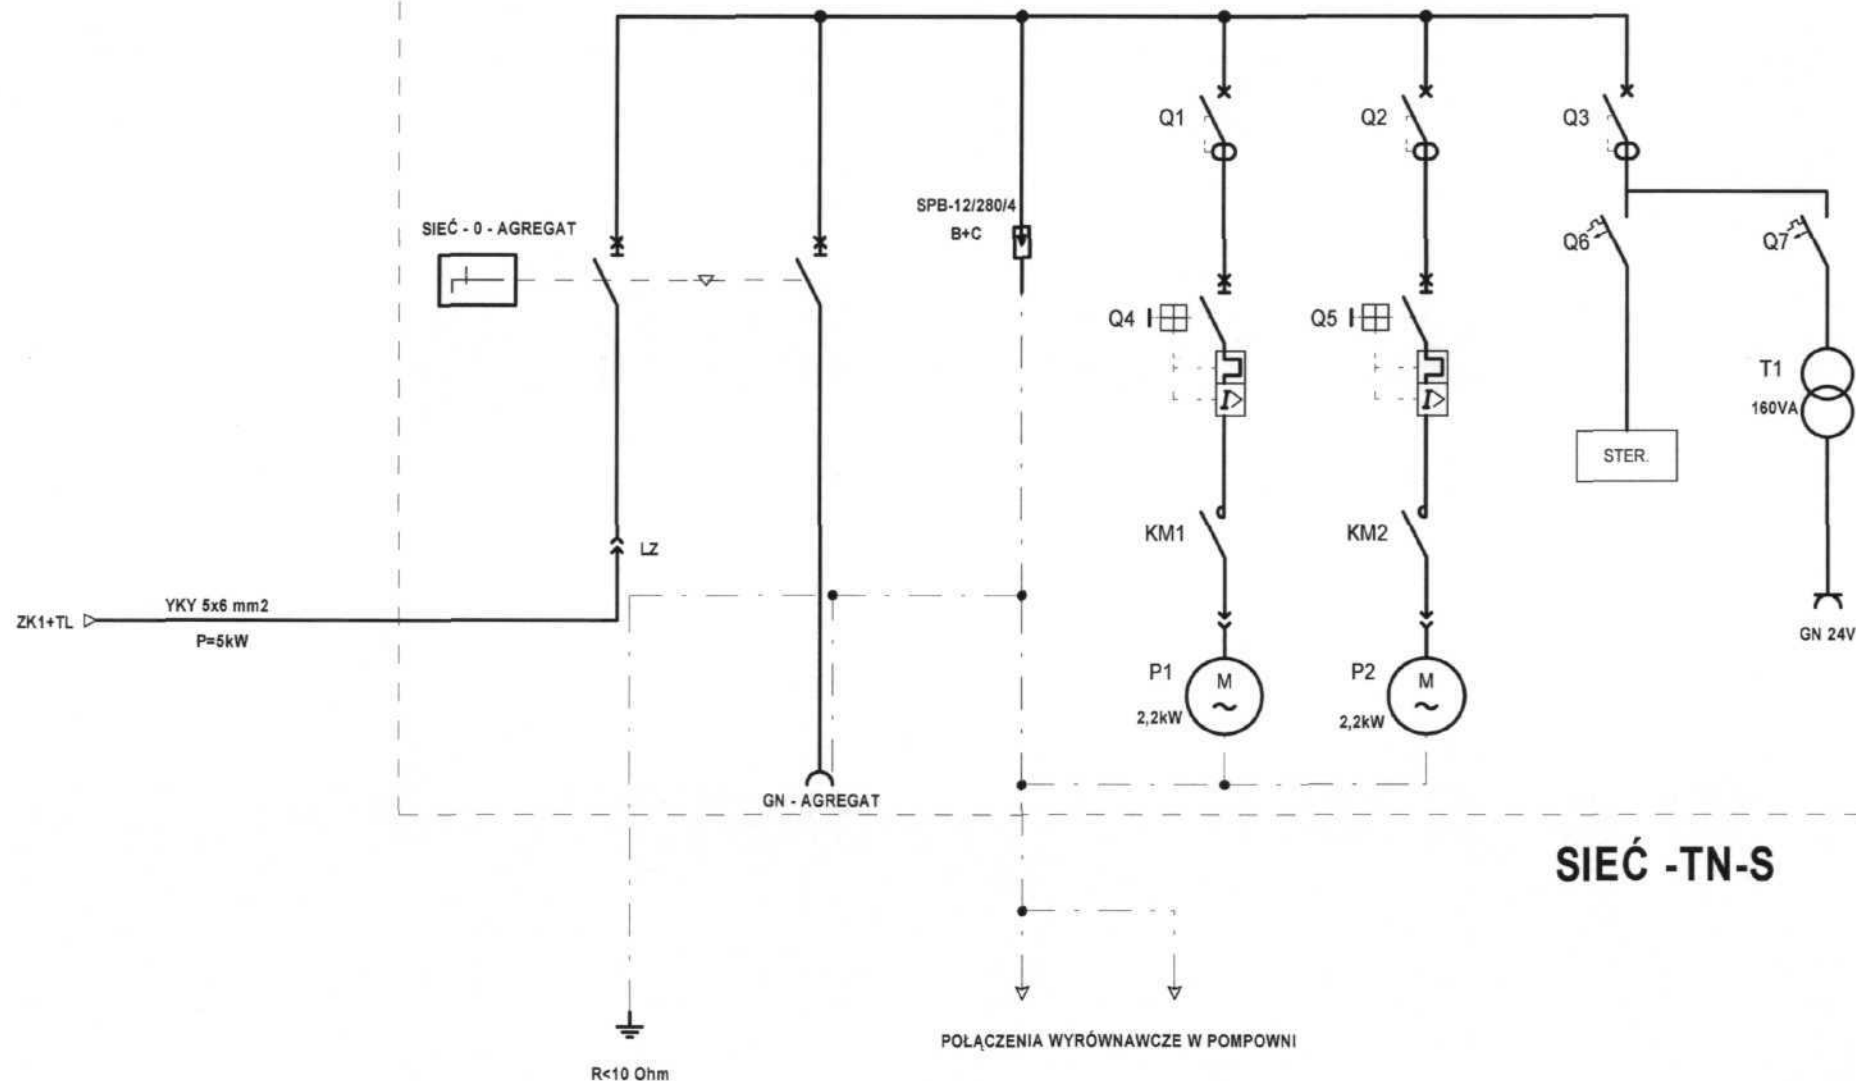 Q1
Q2
Q3
SPB-12/280/4
B+C
SIEĆ - 0 - AGREGAT
Q6
Q7
Q4
Q5
I>
I>
T1
160VA
STER.
KM1
KM2
LZ
YKY 5x6 mm2
ZK1+TL
P=5kW
GN 24V
P1
M
~
2,2kW
P2
M
~
2,2kW
GN - AGREGAT
SIEĆ -TN-S
POŁĄCZENIA WYRÓWNAWCZE W POMPOWNI
R<10 Ohm